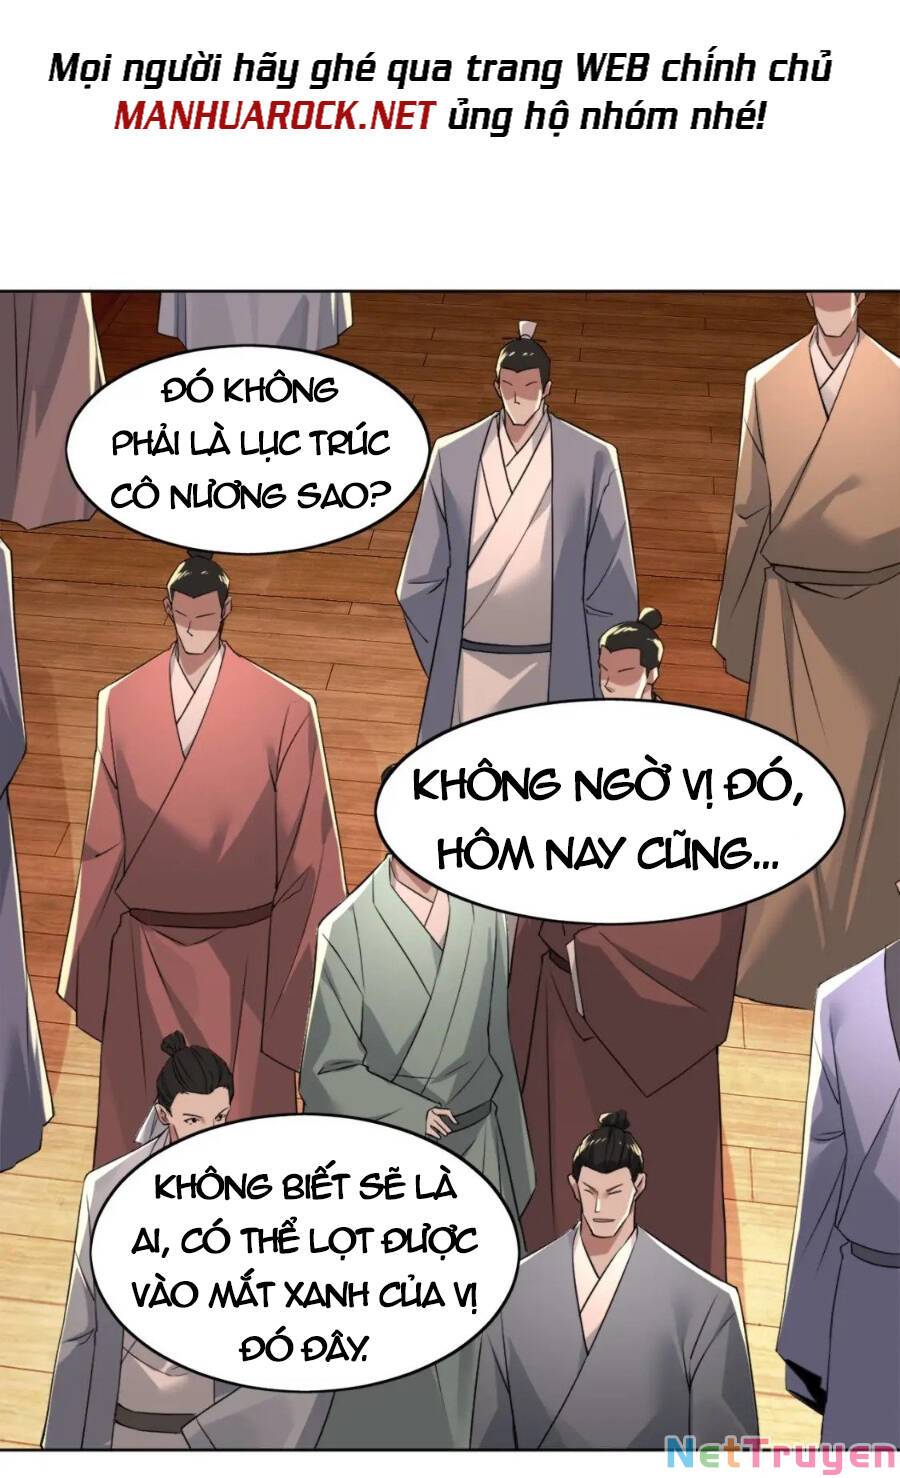 Mọi người hãy ghé qua trang WEB chính chủ
MANHUAROCK.NET ủng hộ nhóm nhé!
ĐÓ KHÔNG
PHẢI LÀ LỤC TRÚC
CÔ NƯƠNG SAO?
KHÔNG NGỜ VỊ ĐÓ,
HÔM NAY CŨNG...
KHÔNG BIẾT SẼ LÀ
AI, CÓ THỂ LỌT ĐƯỢC
VÀO MẮT XANH CỦA VỊ
ĐÓ ĐÂY.
NetTruyen